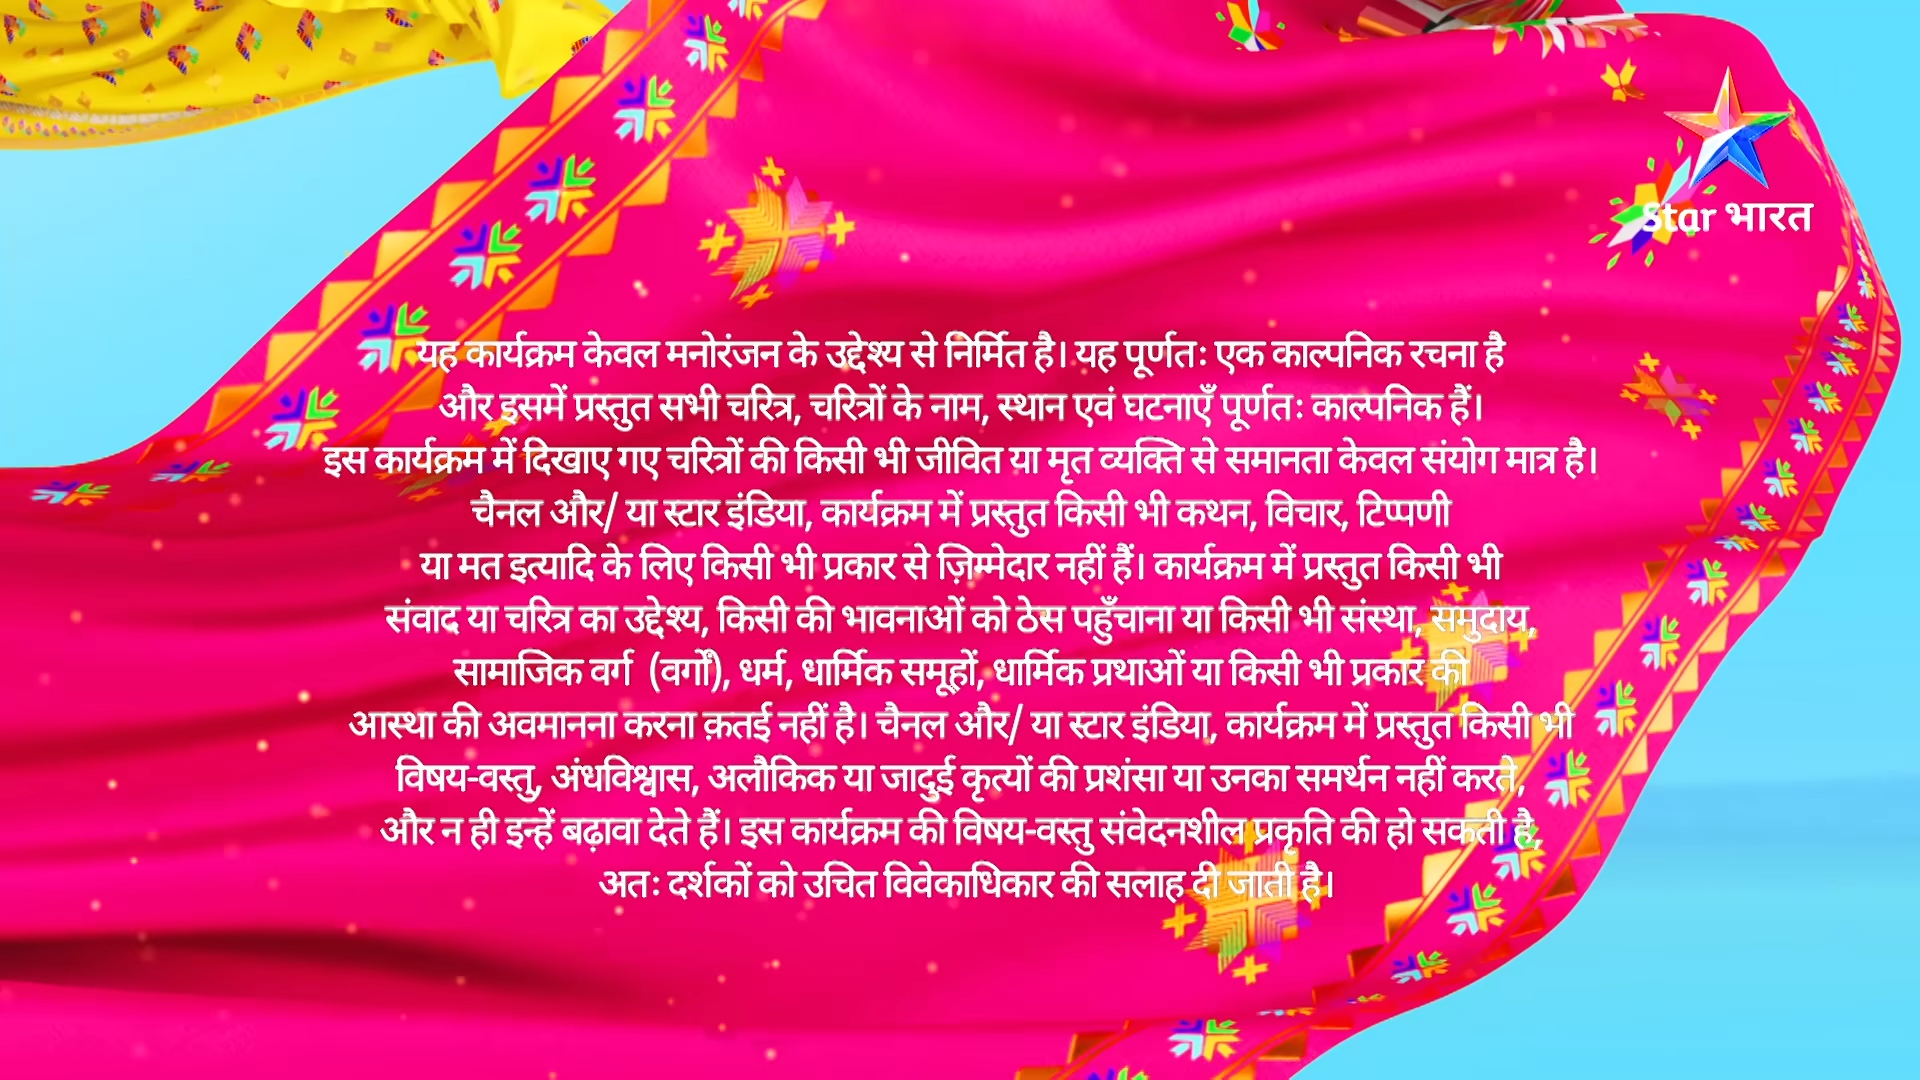 Star भारत
यह कार्यक्रम केवल मनोरंजन के उद्देश्य से निर्मित है। यह पूर्णतः एक काल्पनिक रचना है
और इसमें प्रस्तुत सभी चरित्र, चरित्रों के नाम, स्थान एवं घटनाएँ पूर्णतः काल्पनिक हैं।
इस कार्यक्रम में दिखाए गए चरित्रों की किसी भी जीवित या मृत व्यक्ति से समानता केवल संयोग मात्र है।
चैनल और/ या स्टार इंडिया, कार्यक्रम में प्रस्तुत किसी भी कथन, विचार, टिप्पणी
या मत इत्यादि के लिए किसी भी प्रकार से ज़िम्मेदार नहीं हैं। कार्यक्रम में प्रस्तुत किसी भी
संवाद या चरित्र का उद्देश्य, किसी की भावनाओं को ठेस पहुँचाना या किसी भी संस्था, समुदाय,
सामाजिक वर्ग (वर्गों), धर्म, धार्मिक समूहों, धार्मिक प्रथाओं या किसी भी प्रकार की
आस्था की अवमानना करना क़तई नहीं है। चैनल और/ या स्टार इंडिया, कार्यक्रम में प्रस्तुत किसी भी
विषय-वस्तु, अंधविश्वास, अलौकिक या जादुई कृत्यों की प्रशंसा या उनका समर्थन नहीं करते,
और न ही इन्हें बढ़ावा देते हैं। इस कार्यक्रम की विषय-वस्तु संवेदनशील प्रकृति की हो सकती है,
अतः दर्शकों को उचित विवेकाधिकार की सलाह दी जाती है।